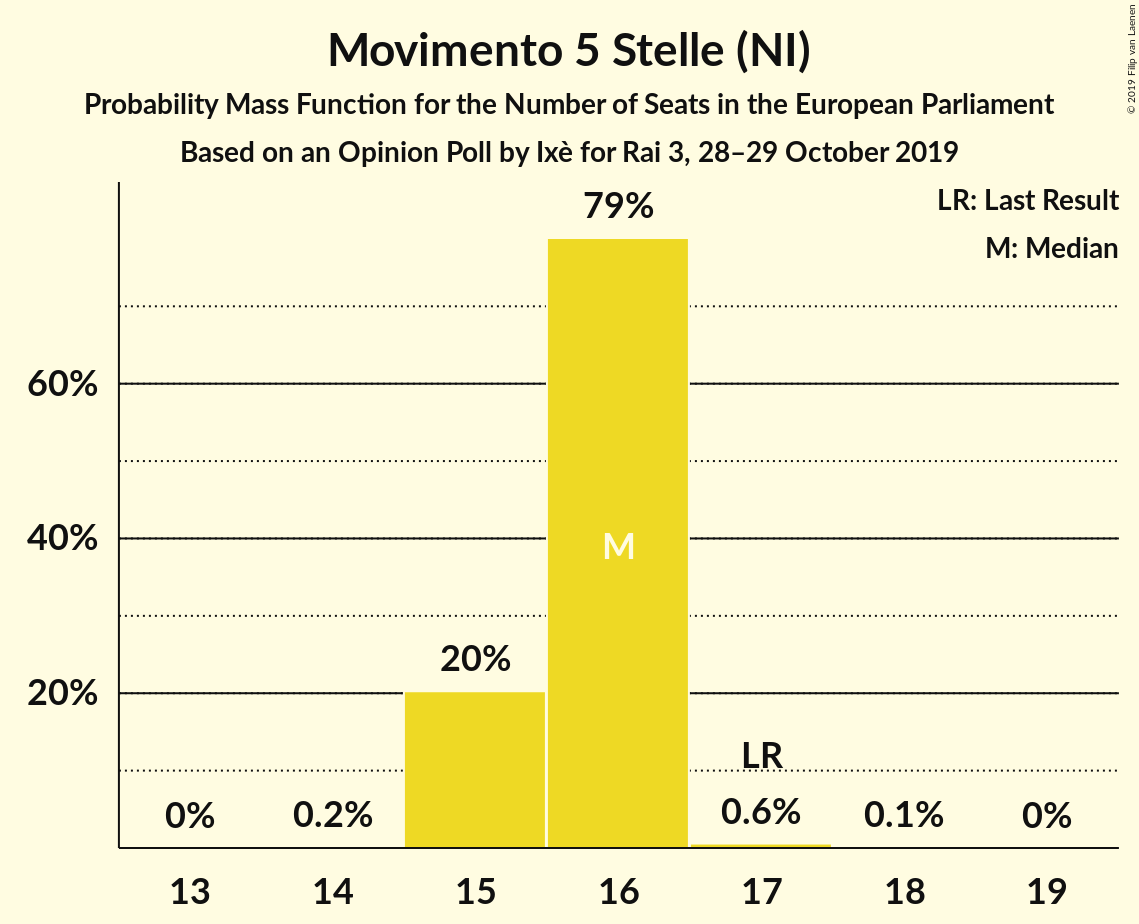 Movimento 5 Stelle (NI)
Probability Mass Function for the Number of Seats in the European Parliament
Based on an Opinion Poll by Ixè for Rai 3, 28–29 October 2019
© 2019 Filip van Laenen
LR: Last Result
M: Median
79%
60%
40%
M
20%
20%
LR
0% 0.2% 0.6% 0.1% 0%
13 14 15 16 17 18 19